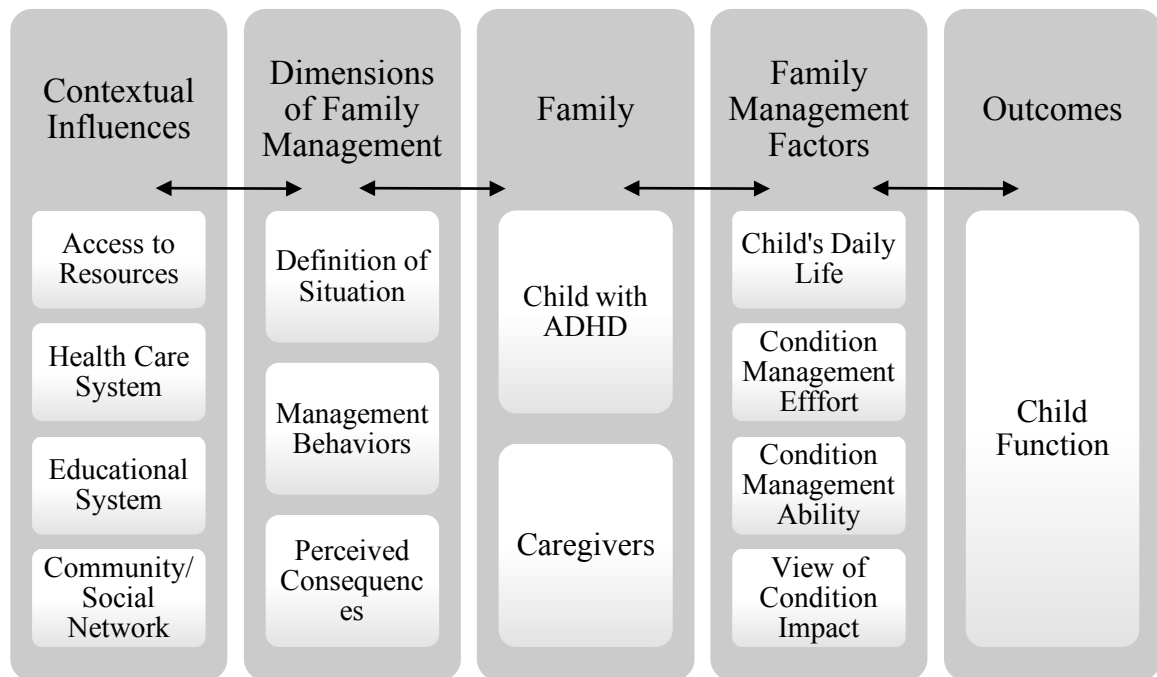 Contextual
Influences
Access to
Resources
Health Care
System
Educational
System
Community/
Social
Network
Dimensions
of Family
Management
Definition of
Situation
Management
Behaviors
Perceived
Consequenc
es
Family
Child with
ADHD
Caregivers
Family
Management
Factors
Child's Daily
Life
Condition
Management
Efffort
Condition
Management
Ability
View of
Condition
Impact
Outcomes
Child
Function